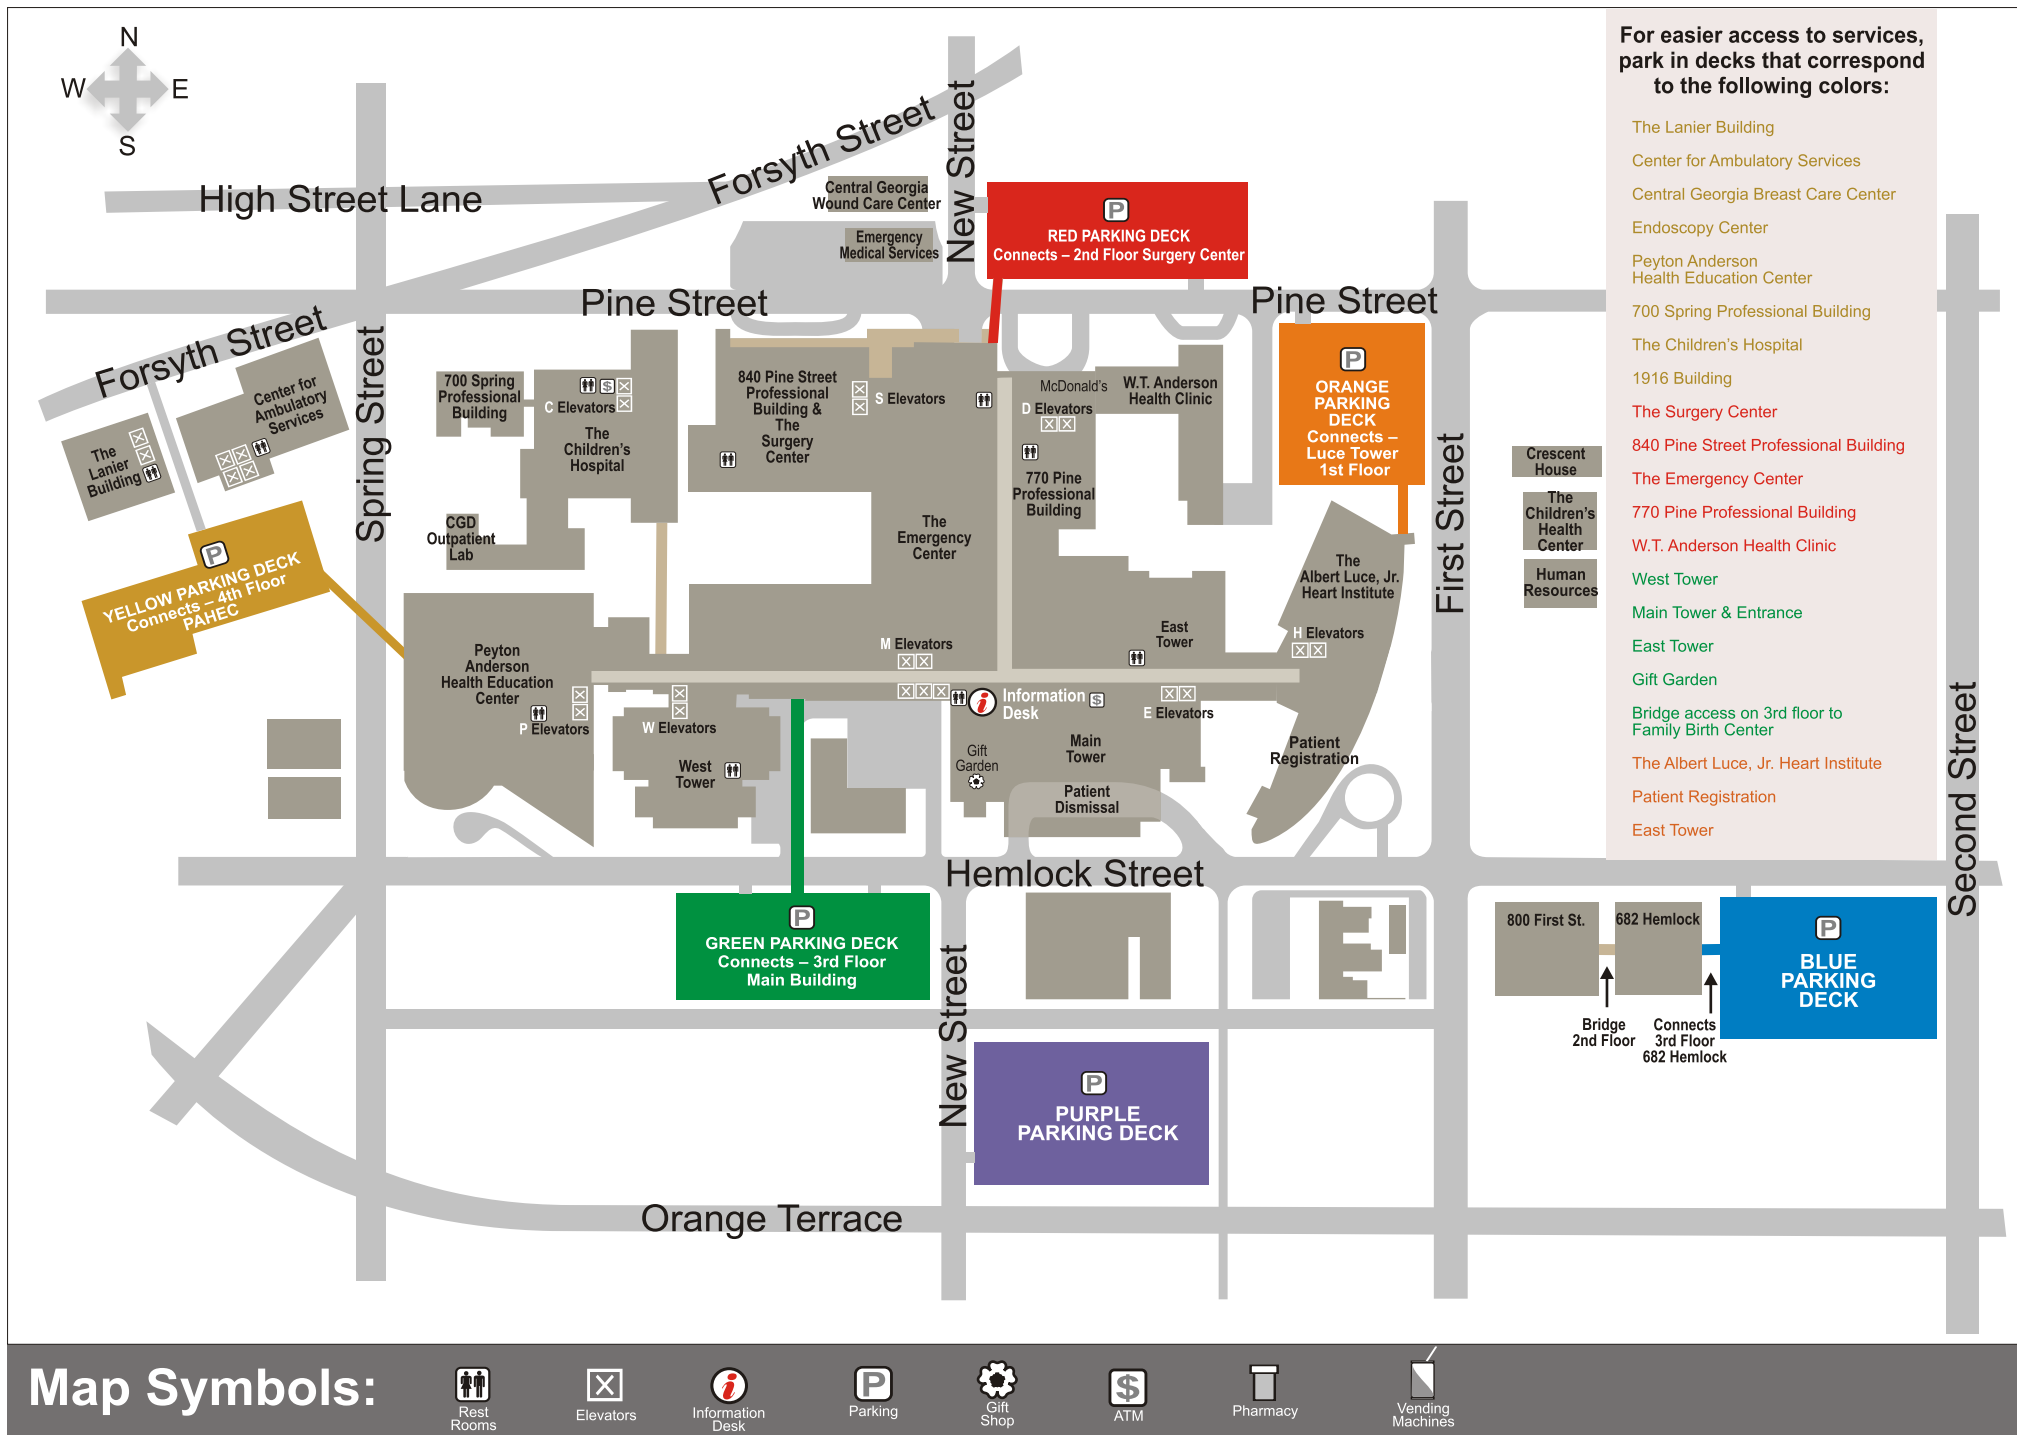 N
W
E
S
High Street Lane
Forsyth Street
New Street
Central Georgia
Wound Care Center
Emergency
Medical Services
P
RED PARKING DECK
Connects – 2nd Floor Surgery Center
Pine Street
Pine Street
Forsyth Street
Spring Street
The
Lanier
Building
Center for
Ambulatory
Services
P
YELLOW PARKING DECK
Connects – 4th Floor
PAHEC
700 Spring
Professional
Building
$
C Elevators
The
Children's
Hospital
CGD
Outpatient
Lab
840 Pine Street
Professional
Building &
The
Surgery
Center
S Elevators
The
Emergency
Center
McDonald's
D Elevators
770 Pine
Professional
Building
W.T. Anderson
Health Clinic
P
ORANGE
PARKING
DECK
Connects –
Luce Tower
1st Floor
First Street
The
Albert Luce, Jr.
Heart Institute
H Elevators
East
Tower
M Elevators
Peyton
Anderson
Health Education
Center
P Elevators
W Elevators
West
Tower
i
Information
Desk
$
E Elevators
Gift
Garden
Main
Tower
Patient
Dismissal
Patient
Registration
Crescent
House
The
Children's
Health
Center
Human
Resources
Hemlock Street
P
GREEN PARKING DECK
Connects – 3rd Floor
Main Building
New Street
P
PURPLE
PARKING DECK
800 First St.
682 Hemlock
P
BLUE
PARKING
DECK
Bridge
2nd Floor
Connects
3rd Floor
682 Hemlock
Second Street
Orange Terrace
For easier access to services,
park in decks that correspond
to the following colors:
The Lanier Building
Center for Ambulatory Services
Central Georgia Breast Care Center
Endoscopy Center
Peyton Anderson
Health Education Center
700 Spring Professional Building
The Children's Hospital
1916 Building
The Surgery Center
840 Pine Street Professional Building
The Emergency Center
770 Pine Professional Building
W.T. Anderson Health Clinic
West Tower
Main Tower & Entrance
East Tower
Gift Garden
Bridge access on 3rd floor to
Family Birth Center
The Albert Luce, Jr. Heart Institute
Patient Registration
East Tower
Map Symbols:
Rest
Rooms
Elevators
i
Information
Desk
P
Parking
Gift
Shop
$
ATM
Pharmacy
Vending
Machines